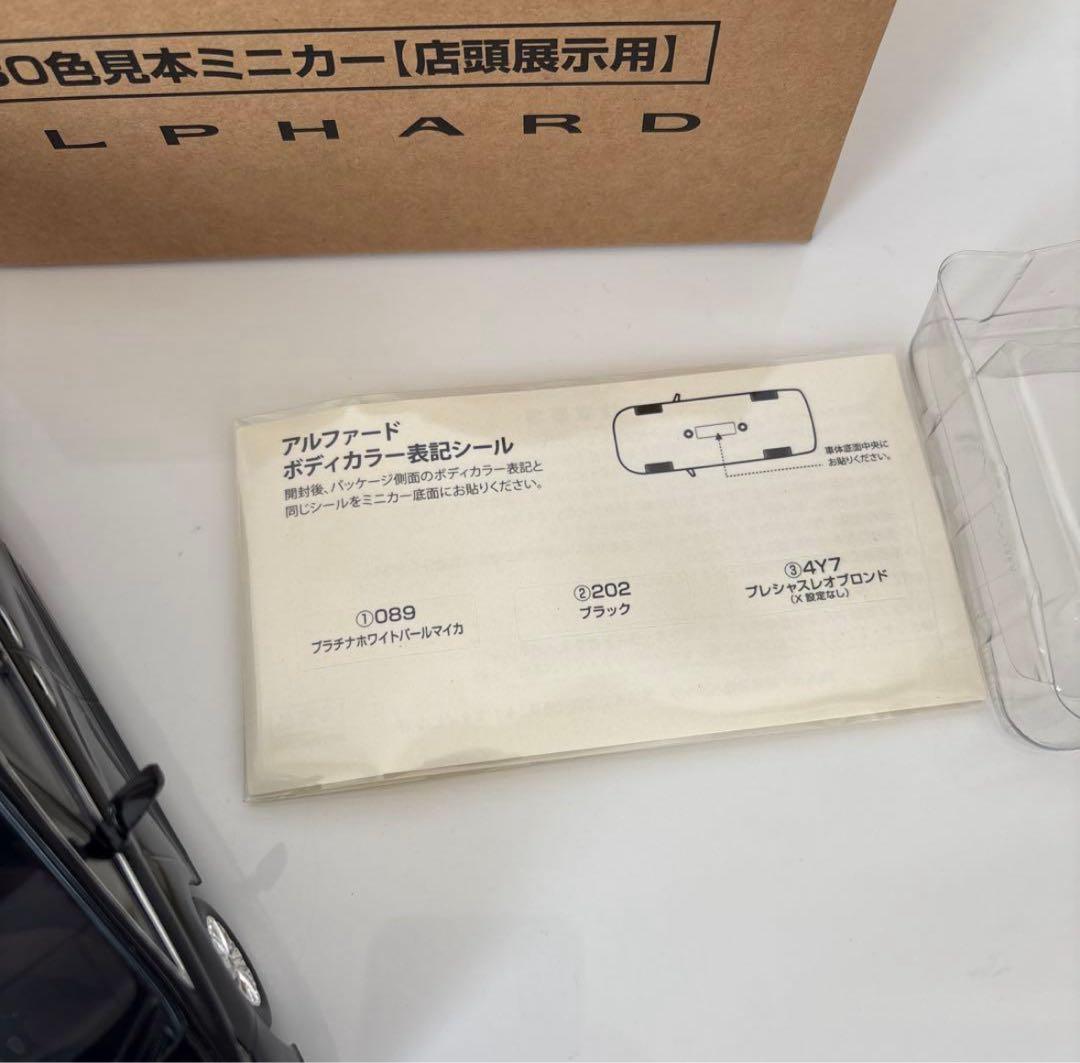 30色見本ミニカー【店頭展示用】
LPHARD
アルファード
ボディカラー表記シール
開封後、パッケージ側面のボディカラー表記と
同じシールをミニカー底面にお貼りください。
車体底面中央に
お貼りください。
①089
プラチナホワイトパールマイカ
②202
ブラック
③4Y7
プレシャスレオブロンド
（X 設定なし）